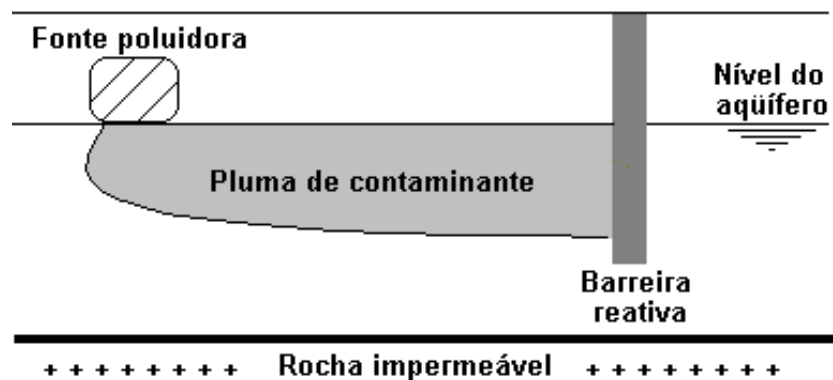 Fonte poluidora
Nível do
aqüífero
Pluma de contaminante
Barreira
reativa
+ + + + + + + + Rocha impermeável + + + + + + + +